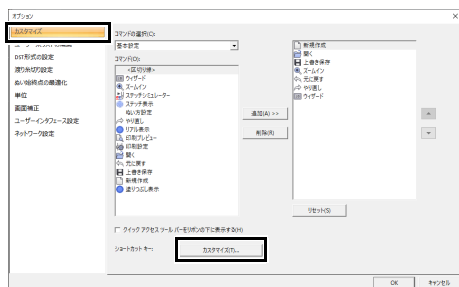 オプション
カスタマイズ
DST形式の設定
渡り糸切り設定
ぬい始終点の最適化
単位
画面補正
ユーザーインタフェース設定
ネットワーク設定
コマンドの選択(C):
基本設定
コマンド(O):
<区切り線>
ウィザード
ズームイン
ステッチシミュレーター
ステッチ表示
ぬい方設定
やり直し
リアル表示
印刷プレビュー
印刷設定
開く
元に戻す
上書き保存
新規作成
塗りつぶし表示
追加(A) >>
削除(R)
新規作成
開く
上書き保存
ズームイン
元に戻す
やり直し
ウィザード
リセット(S)
クイック アクセス ツール バーをリボンの下に表示する(H)
ショートカット キー:
カスタマイズ(T)...
OK
キャンセル